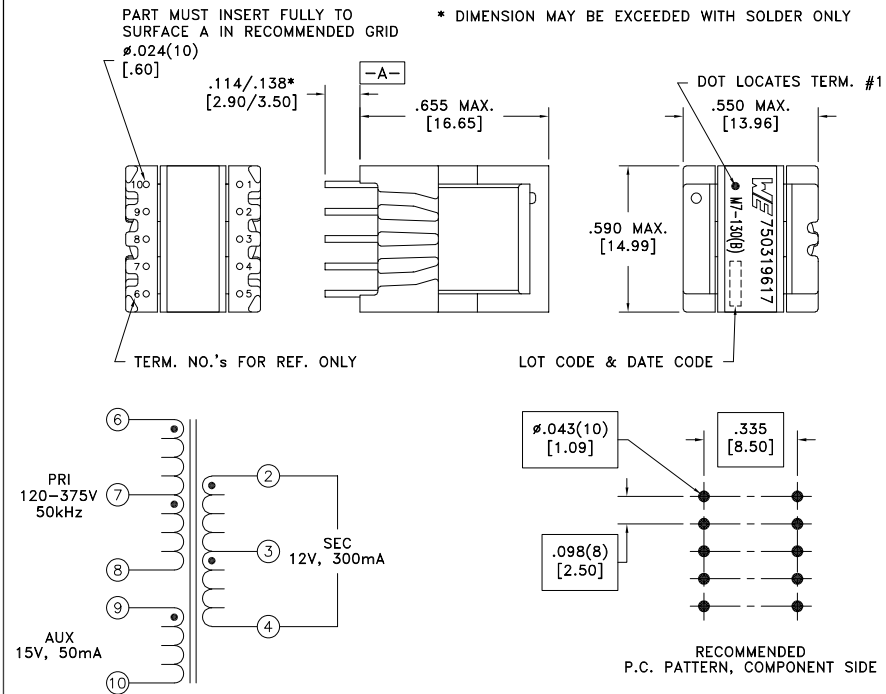 PART MUST INSERT FULLY TO
SURFACE A IN RECOMMENDED GRID
* DIMENSION MAY BE EXCEEDED WITH SOLDER ONLY
ø.024(10)
[.60]
.114/.138*
[2.90/3.50]
-A-
.655 MAX.
[16.65]
DOT LOCATES TERM. #1
.550 MAX.
[13.96]
10
9
8
7
6
1
2
3
4
5
.590 MAX.
[14.99]
WE 750319617
M7-130(B)
TERM. NO.'s FOR REF. ONLY
LOT CODE & DATE CODE
6
PRI
120-375V
50kHz
7
8
9
AUX
15V, 50mA
10
2
3
SEC
12V, 300mA
4
ø.043(10)
[1.09]
.335
[8.50]
.098(8)
[2.50]
RECOMMENDED
P.C. PATTERN, COMPONENT SIDE